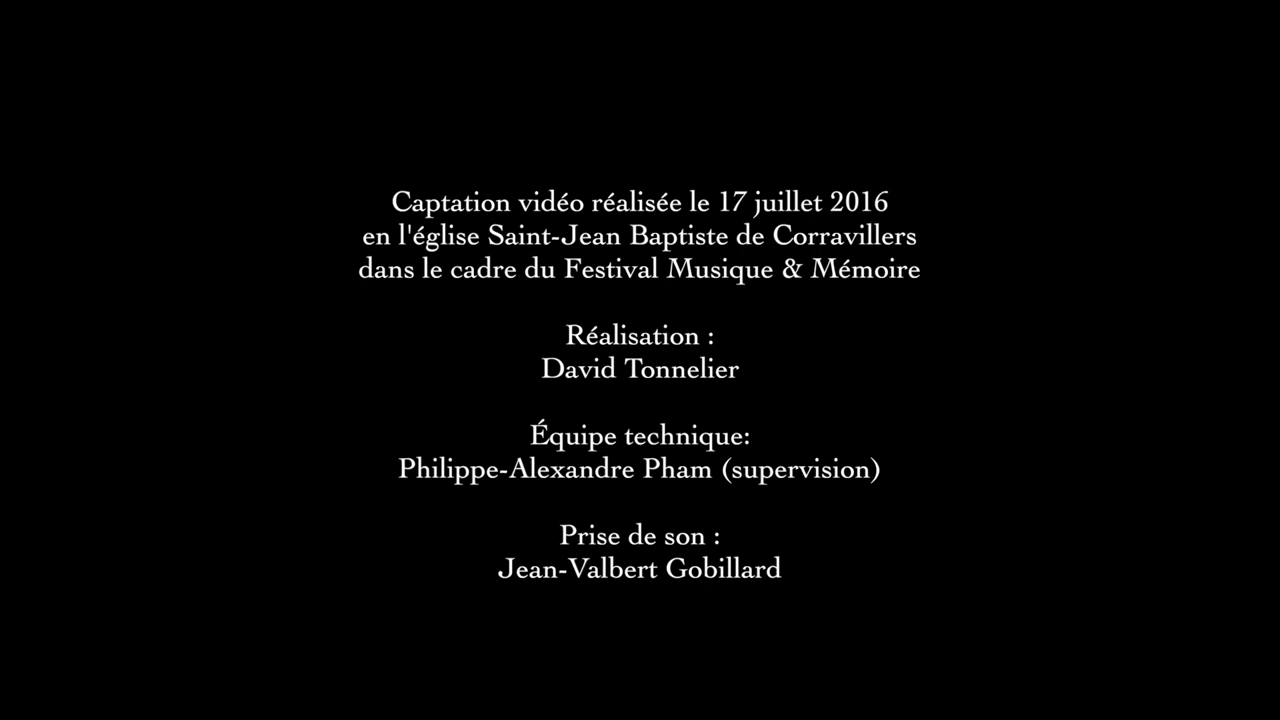 Captation vidéo réalisée le 17 juillet 2016
en l'église Saint-Jean Baptiste de Corravillers
dans le cadre du Festival Musique & Mémoire
Réalisation :
David Tonnelier
Équipe technique:
Philippe-Alexandre Pham (supervision)
Prise de son :
Jean-Valbert Gobillard